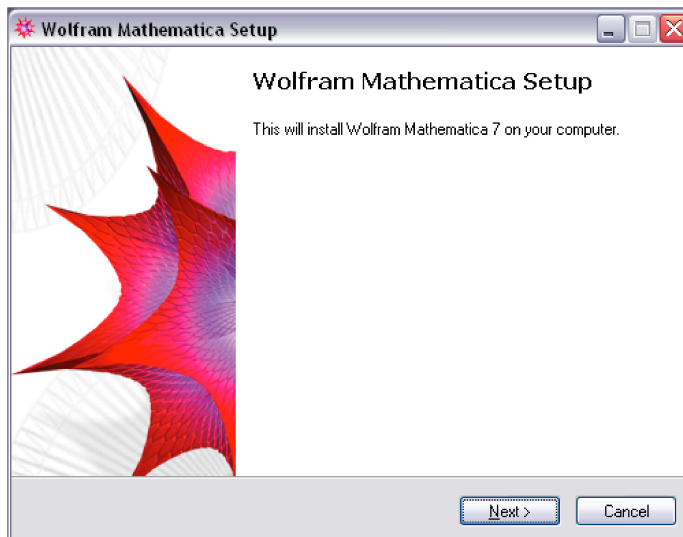 Wolfram Mathematica Setup
Wolfram Mathematica Setup
This will install Wolfram Mathematica 7 on your computer.
Next >
Cancel